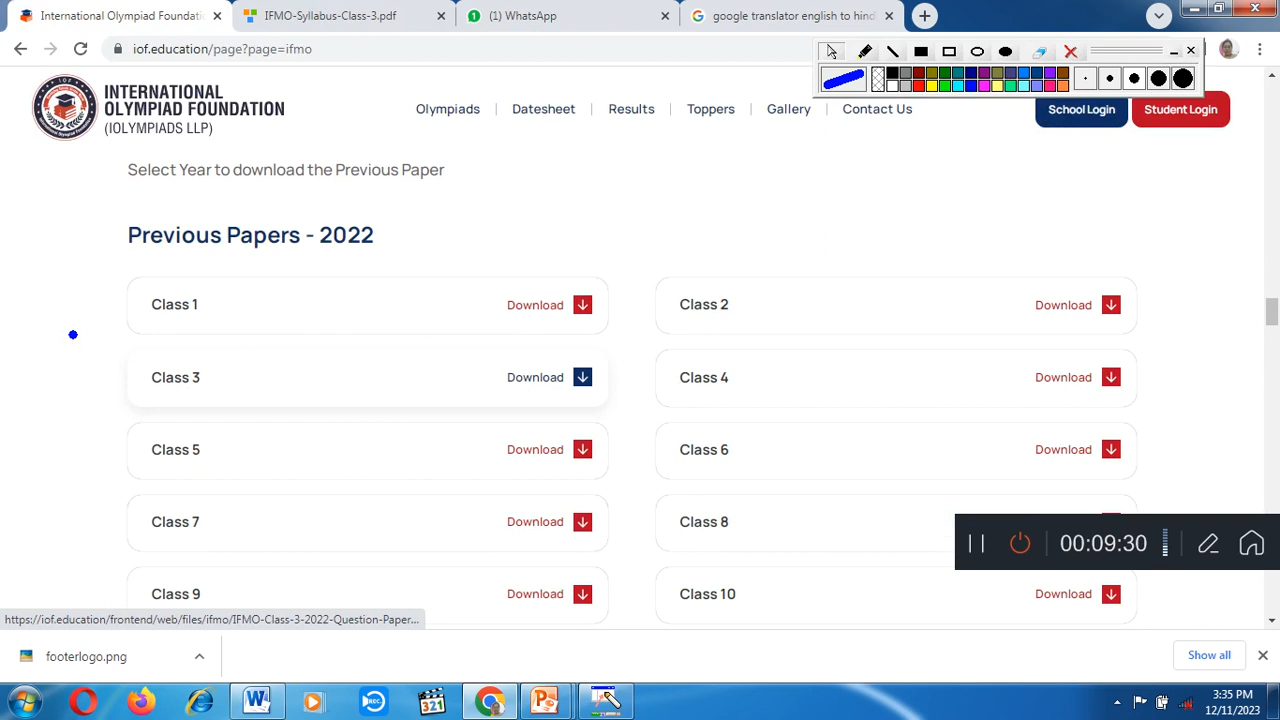 International Olympiad Foundati
IFMO-Syllabus-Class-3.pdf
(1) WhatsApp
google translator english to hind
iof.education/page?page=ifmo
INTERNATIONAL
OLYMPIAD FOUNDATION
(IOLYMPIADS LLP)
Olympiads
Datesheet
Results
Toppers
Gallery
Contact Us
School Login
Student Login
Select Year to download the Previous Paper
Previous Papers - 2022
Class 1
Download
Class 2
Download
Class 3
Download
Class 4
Download
Class 5
Download
Class 6
Download
Class 7
Download
Class 8
00:09:30
Class 9
Download
Class 10
Download
https://iof.education/frontend/web/files/ifmo/IFMO-Class-3-2022-Question-Paper...
footerlogo.png
Show all
REC
321
3:35 PM
12/11/2023